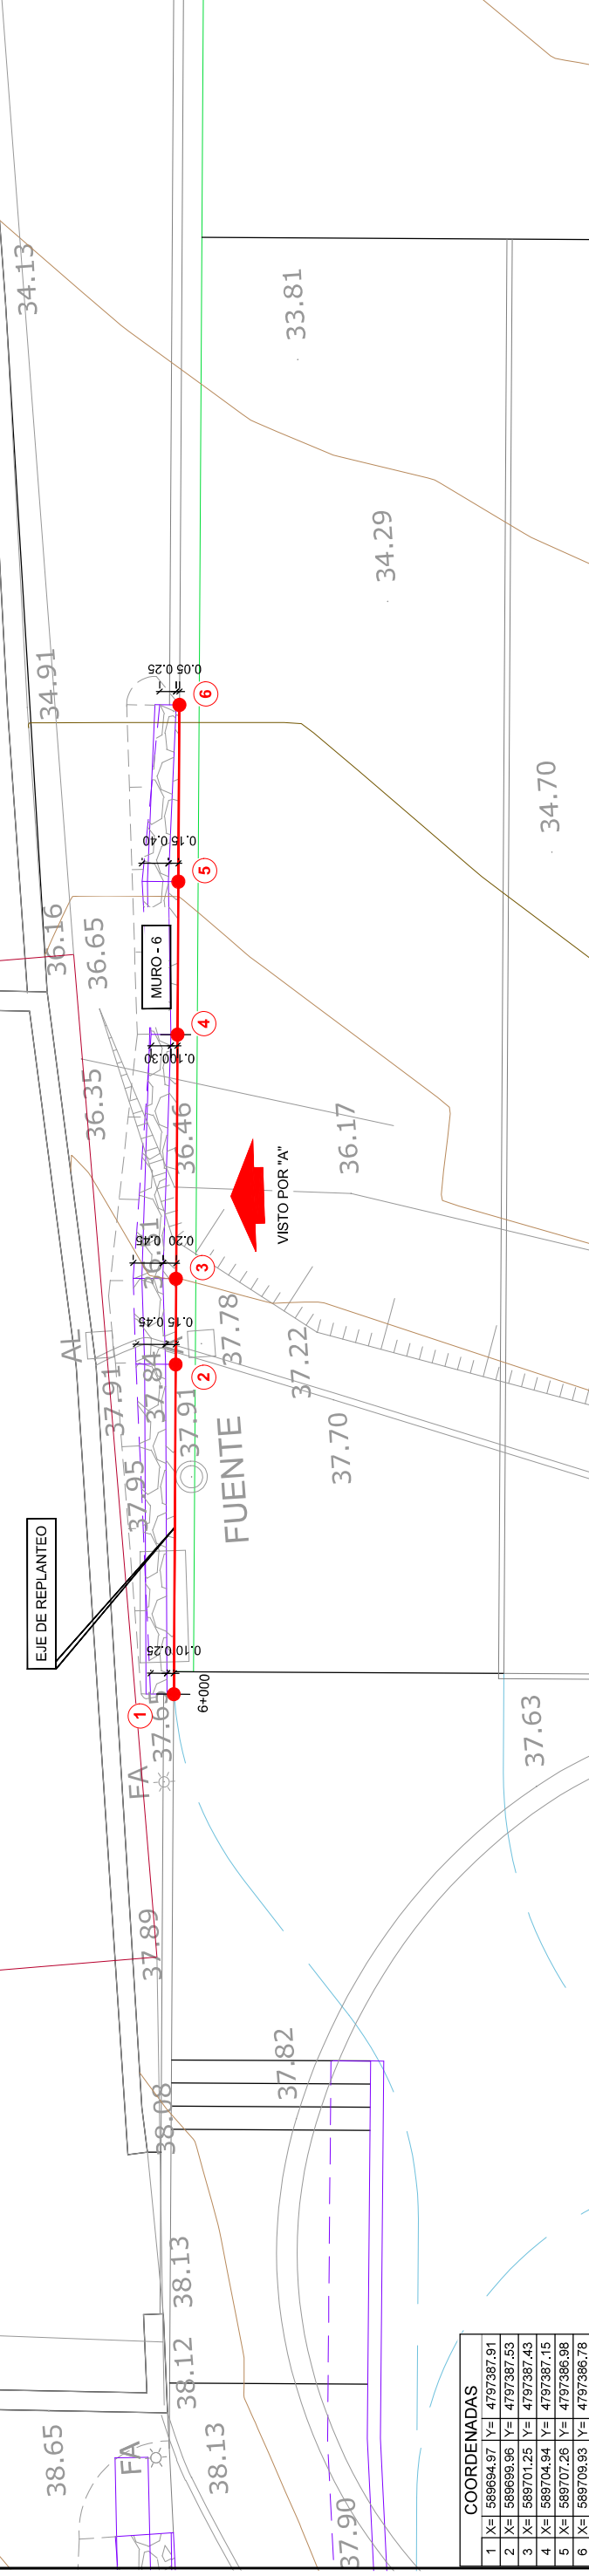 38.65
FA
38.13
37.90
38.12
38.13
38.08
37.82
37.89
FA
37.65
1
6+000
0.10 0.25
37.63
EJE DE REPLANTEO
37.95
37.91
37.84
37.91
FUENTE
37.70
37.22
37.78
AL
2
0.15 0.45
3
0.20 0.45
VISTO POR "A"
36.35
36.46
36.17
0.10 0.30
4
MURO - 6
36.65
36.16
5
0.15 0.40
6
0.05 0.25
34.91
34.70
34.29
33.81
34.13
COORDENADAS
1 X= 589694.97 Y= 4797387.91
2 X= 589699.96 Y= 4797387.53
3 X= 589701.25 Y= 4797387.43
4 X= 589704.94 Y= 4797387.15
5 X= 589707.26 Y= 4797386.98
6 X= 589709.93 Y= 4797386.78